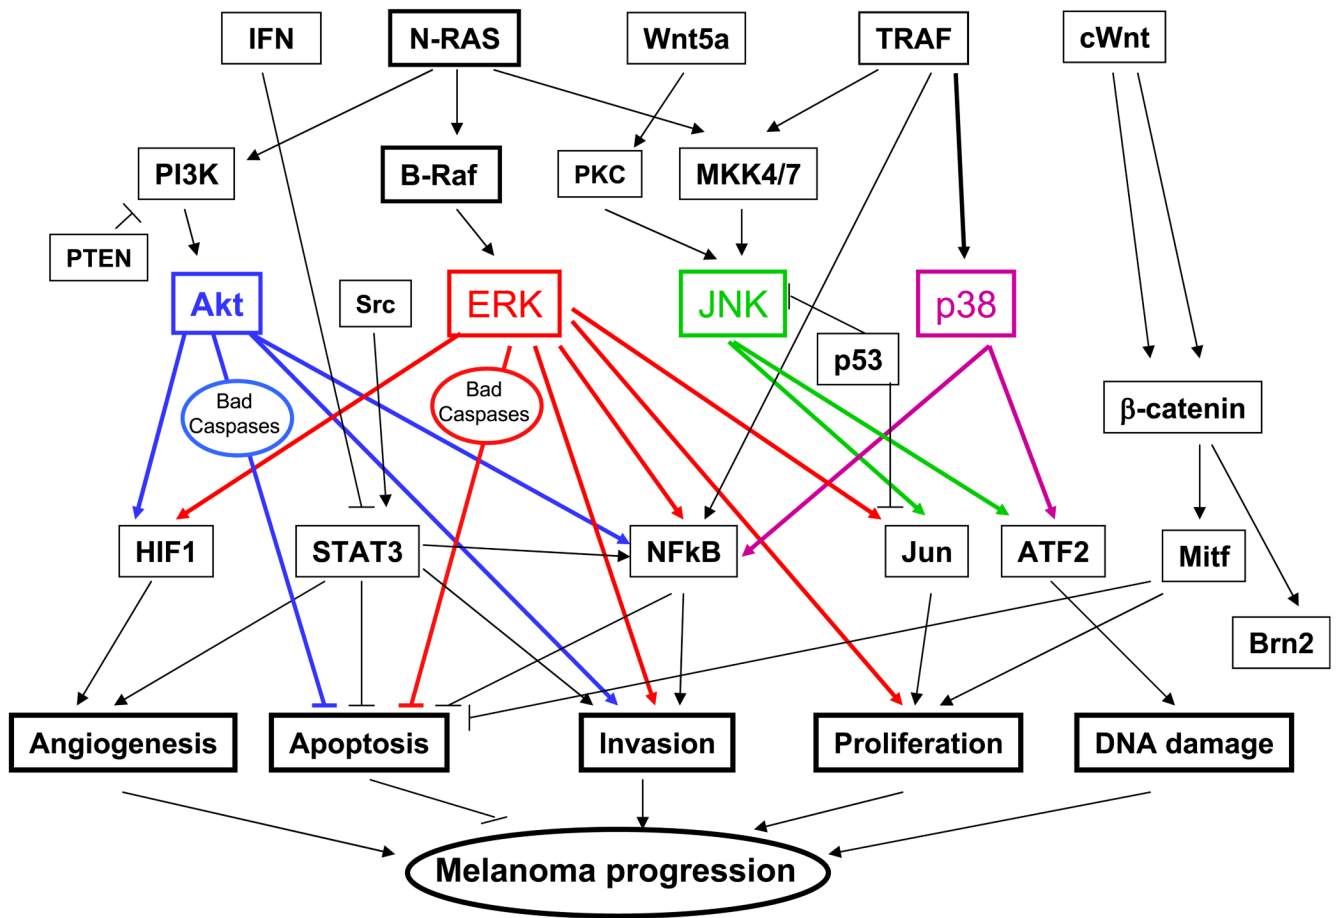 IFN
N-RAS
Wnt5a
TRAF
cWnt
PI3K
B-Raf
PKC
MKK4/7
PTEN
Akt
Src
ERK
JNK
p38
p53
Bad
Caspases
Bad
Caspases
β-catenin
HIF1
STAT3
NFkB
Jun
ATF2
Mitf
Brn2
Angiogenesis
Apoptosis
Invasion
Proliferation
DNA damage
Melanoma progression